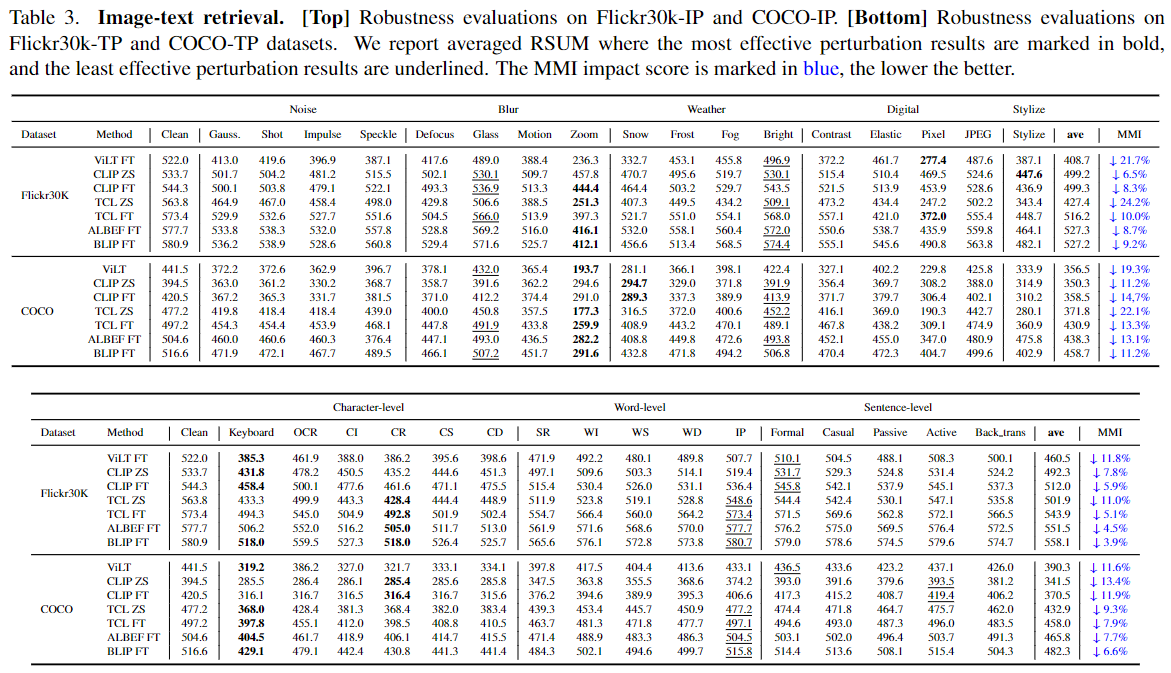 Table 3. Image-text retrieval. [Top] Robustness evaluations on Flickr30k-IP and COCO-IP. [Bottom] Robustness evaluations on
Flickr30k-TP and COCO-TP datasets. We report averaged RSUM where the most effective perturbation results are marked in bold,
and the least effective perturbation results are underlined. The MMI impact score is marked in blue, the lower the better.
Noise Blur Weather Digital Stylize
Dataset Method Clean Gauss. Shot Impulse Speckle Defocus Glass Motion Zoom Snow Frost Fog Bright Contrast Elastic Pixel JPEG Stylize ave MMI
ViLT FT 522.0 413.0 419.6 396.9 387.1 417.6 489.0 388.4 236.3 332.7 453.1 455.8 496.9 372.2 461.7 277.4 487.6 387.1 408.7 ↓ 21.7%
CLIP ZS 533.7 501.7 504.2 481.2 515.5 502.1 530.1 509.7 457.8 470.7 495.6 519.7 530.1 515.4 510.4 469.5 524.6 447.6 499.2 ↓ 6.5%
CLIP FT 544.3 500.1 503.8 479.1 522.1 493.3 536.9 513.3 444.4 464.4 503.2 529.7 543.5 521.5 513.9 453.9 528.6 436.9 499.3 ↓ 8.3%
Flickr30K TCL ZS 563.8 464.9 467.0 458.4 498.0 429.8 506.6 388.5 251.3 407.3 449.5 434.2 509.1 473.2 434.4 247.2 502.2 343.4 427.4 ↓ 24.2%
TCL FT 573.4 529.9 532.6 527.7 551.6 504.5 566.0 513.9 397.3 521.7 551.0 554.1 568.0 557.1 421.0 372.0 555.4 448.7 516.2 ↓ 10.0%
ALBEF FT 577.7 533.8 538.3 532.0 557.8 528.8 569.2 516.0 416.1 532.0 558.1 560.4 572.0 550.6 538.7 435.9 559.8 464.1 527.3 ↓ 8.7%
BLIP FT 580.9 536.2 538.9 528.6 560.8 529.4 571.6 525.7 412.1 456.6 513.4 568.5 574.4 555.1 545.6 490.8 563.8 482.1 527.2 ↓ 9.2%
ViLT 441.5 372.2 372.6 362.9 396.7 378.1 432.0 365.4 193.7 281.1 366.1 398.1 422.4 327.1 402.2 229.8 425.8 333.9 356.5 ↓ 19.3%
CLIP ZS 394.5 363.0 361.2 330.2 368.7 358.7 391.6 362.2 294.6 294.7 329.0 371.8 391.9 356.4 369.7 308.2 388.0 314.9 350.3 ↓ 11.2%
CLIP FT 420.5 367.2 365.3 331.7 381.5 371.0 412.2 374.4 291.0 289.3 337.3 389.9 413.9 371.7 379.7 306.4 402.1 310.2 358.5 ↓ 14,7%
COCO TCL ZS 477.2 419.8 418.4 418.4 439.0 400.0 450.8 357.5 177.3 316.5 372.0 400.6 452.2 416.1 369.0 190.3 442.7 280.1 371.8 ↓ 22.1%
TCL FT 497.2 454.3 454.4 453.9 468.1 447.8 491.9 433.8 259.9 408.9 443.2 470.1 489.1 467.8 438.2 309.1 474.9 360.9 430.9 ↓ 13.3%
ALBEF FT 504.6 460.0 460.6 460.3 376.4 447.1 493.0 436.5 282.2 408.8 449.8 472.6 493.8 452.1 455.0 347.0 480.9 475.8 438.3 ↓ 13.1%
BLIP FT 516.6 471.9 472.1 467.7 489.5 466.1 507.2 451.7 291.6 432.8 471.8 494.2 506.8 470.4 472.3 404.7 499.6 402.9 458.7 ↓ 11.2%
Character-level Word-level Sentence-level
Dataset Method Clean Keyboard OCR CI CR CS CD SR WI WS WD IP Formal Casual Passive Active Back_trans ave MMI
ViLT FT 522.0 385.3 461.9 388.0 386.2 395.6 398.6 471.9 492.2 480.1 489.8 507.7 510.1 504.5 488.1 508.3 500.1 460.5 ↓ 11.8%
CLIP ZS 533.7 431.8 478.2 450.5 435.2 444.6 451.3 497.1 509.6 503.3 514.1 519.4 531.7 529.3 524.8 531.4 524.2 492.3 ↓ 7.8%
CLIP FT 544.3 458.4 500.1 477.6 461.6 471.1 475.5 515.4 530.4 526.0 531.1 536.4 545.8 542.1 537.9 545.1 537.3 512.0 ↓ 5.9%
Flickr30K TCL ZS 563.8 433.3 499.9 443.3 428.4 444.4 448.9 511.9 523.8 519.1 528.8 548.6 544.4 542.4 530.1 547.1 535.8 501.9 ↓ 11.0%
TCL FT 573.4 494.3 545.0 504.9 492.8 501.9 502.4 554.7 566.4 560.0 564.2 573.4 571.5 569.6 562.8 572.1 566.5 543.9 ↓ 5.1%
ALBEF FT 577.7 506.2 552.0 516.2 505.0 511.7 513.0 561.9 571.6 568.6 570.0 577.7 576.2 575.0 569.5 576.4 572.5 551.5 ↓ 4.5%
BLIP FT 580.9 518.0 559.5 527.3 518.0 526.4 525.7 565.6 576.1 572.8 573.8 580.7 579.0 578.6 574.5 579.6 574.7 558.1 ↓ 3.9%
ViLT 441.5 319.2 386.2 327.0 321.7 333.1 334.1 397.8 417.5 404.4 413.6 433.1 436.5 433.6 423.2 437.1 426.0 390.3 ↓ 11.6%
CLIP ZS 394.5 285.5 286.4 286.1 285.4 285.6 285.8 347.5 363.8 355.5 368.6 374.2 393.0 391.6 379.6 393.5 381.2 341.5 ↓ 13.4%
CLIP FT 420.5 316.1 316.7 316.5 316.4 316.7 315.6 376.2 394.6 389.9 395.3 406.6 417.3 415.2 408.7 419.4 406.2 370.5 ↓ 11.9%
COCO TCL ZS 477.2 368.0 428.4 381.3 368.4 382.0 383.4 439.3 453.4 445.7 450.9 477.2 474.4 471.8 464.7 475.7 462.0 432.9 ↓ 9.3%
TCL FT 497.2 397.8 455.1 412.0 398.5 408.8 410.5 463.7 481.3 471.8 477.7 497.1 494.6 493.0 487.3 496.0 483.5 458.0 ↓ 7.9%
ALBEF FT 504.6 404.5 461.7 418.9 406.1 414.7 415.5 471.4 488.9 483.3 486.3 504.5 503.1 502.0 496.4 503.7 491.3 465.8 ↓ 7.7%
BLIP FT 516.6 429.1 479.1 442.4 430.8 441.3 441.4 484.3 502.1 494.6 499.7 515.8 514.4 513.6 508.1 515.4 504.3 482.3 ↓ 6.6%